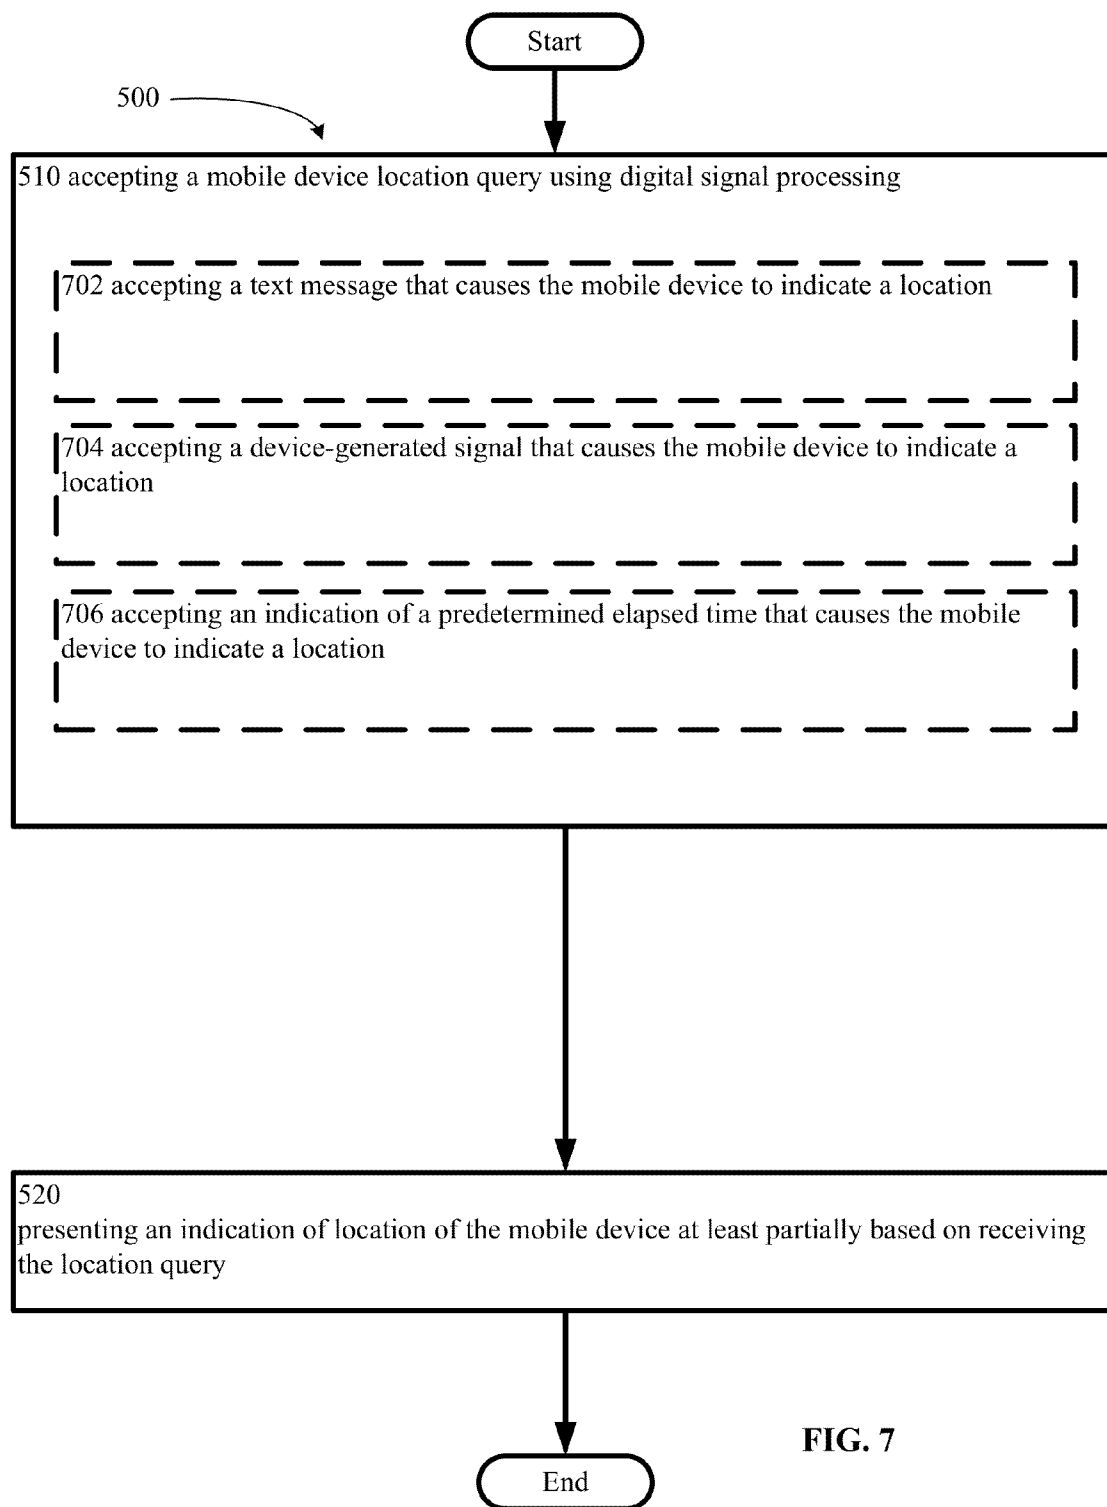 Start
500
510 accepting a mobile device location query using digital signal processing
702 accepting a text message that causes the mobile device to indicate a location
704 accepting a device-generated signal that causes the mobile device to indicate a
location
706 accepting an indication of a predetermined elapsed time that causes the mobile
device to indicate a location
520
presenting an indication of location of the mobile device at least partially based on receiving
the location query
FIG. 7
End